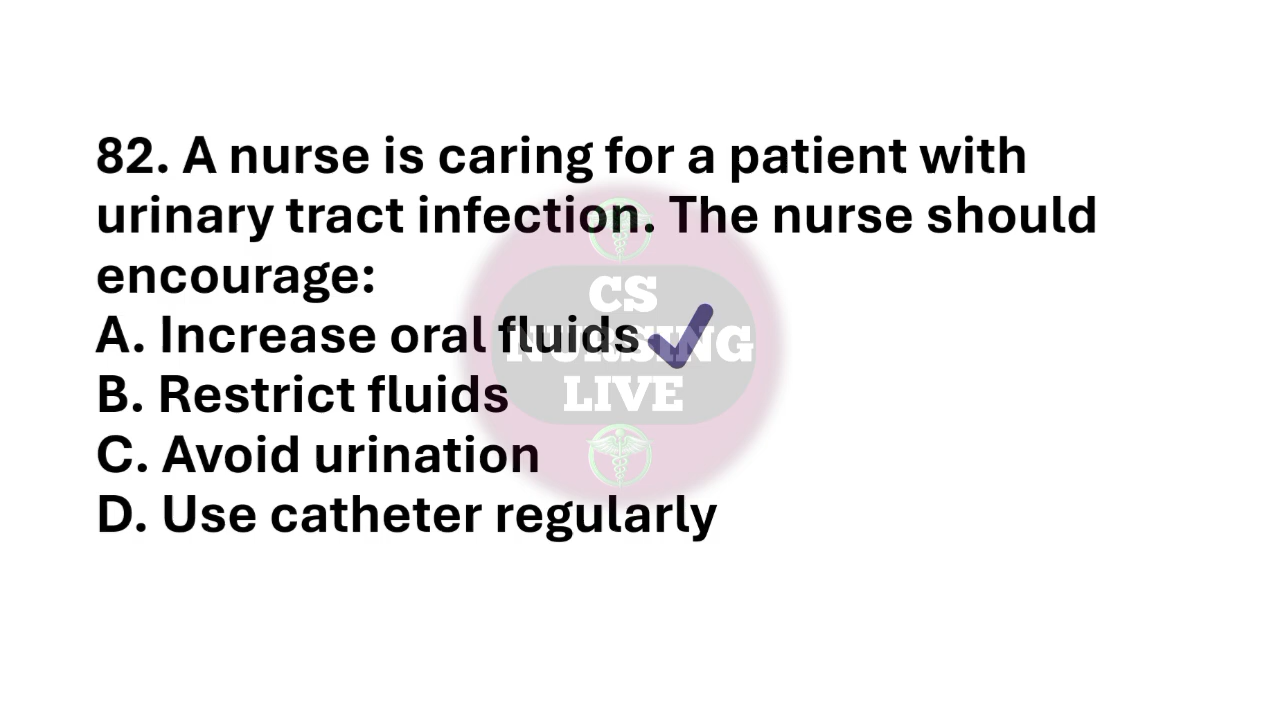 82. A nurse is caring for a patient with
urinary tract infection. The nurse should
encourage:
A. Increase oral fluids
B. Restrict fluids
C. Avoid urination
D. Use catheter regularly
CS
NURSING
LIVE